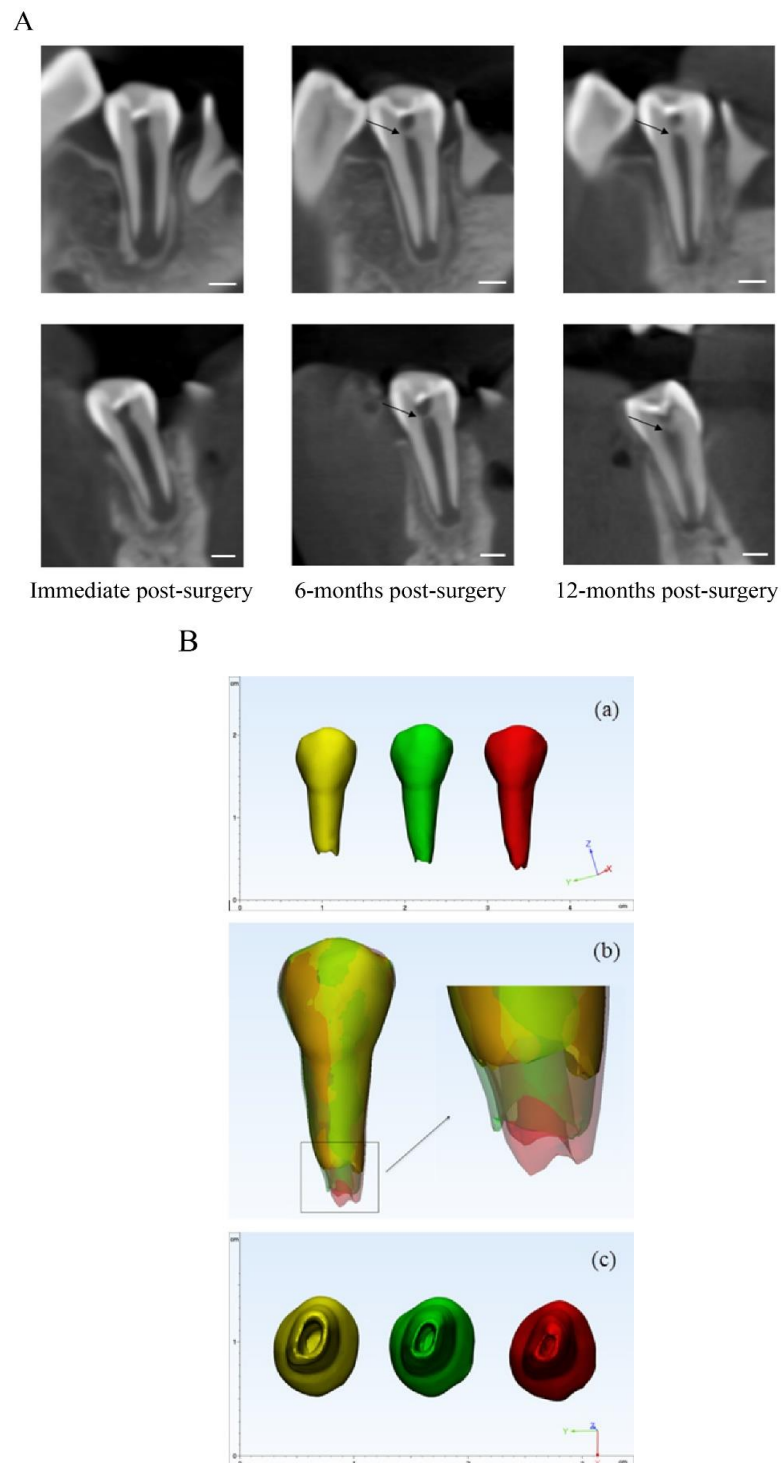 A
Immediate post-surgery 6-months post-surgery 12-months post-surgery
B
cm
(a)
2
1
0
Z
X
Y
1 2 3 4 cm
(b)
cm
(c)
1
Y
Z
0